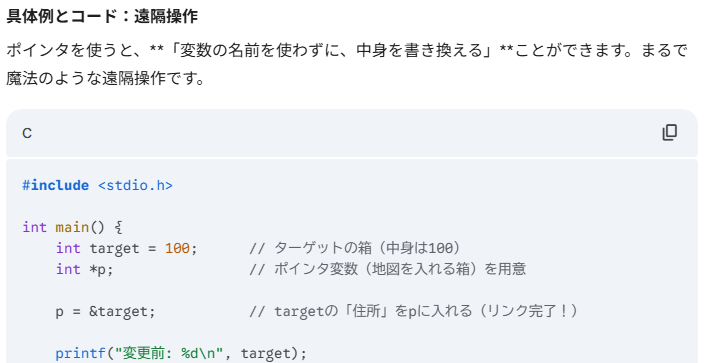 具体例とコード：遠隔操作
ポインタを使うと、**「変数の名前を使わずに、中身を書き換える」**ことができます。まるで
魔法のような遠隔操作です。
C
#include <stdio.h>
int main() {
    int target = 100;      // ターゲットの箱（中身は100）
    int *p;                // ポインタ変数（地図を入れる箱）を用意
    p = &target;           // targetの「住所」をpに入れる（リンク完了！）
    printf("変更前: %d\n", target);